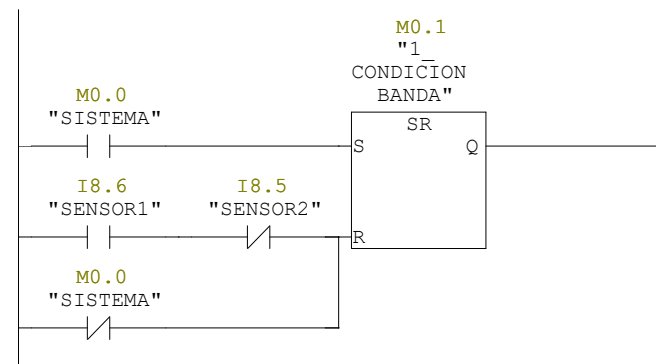 M0.1
"1_
CONDICION
BANDA"
M0.0
"SISTEMA"
SR
S
Q
I8.6
I8.5
"SENSOR1"
"SENSOR2"
R
M0.0
"SISTEMA"